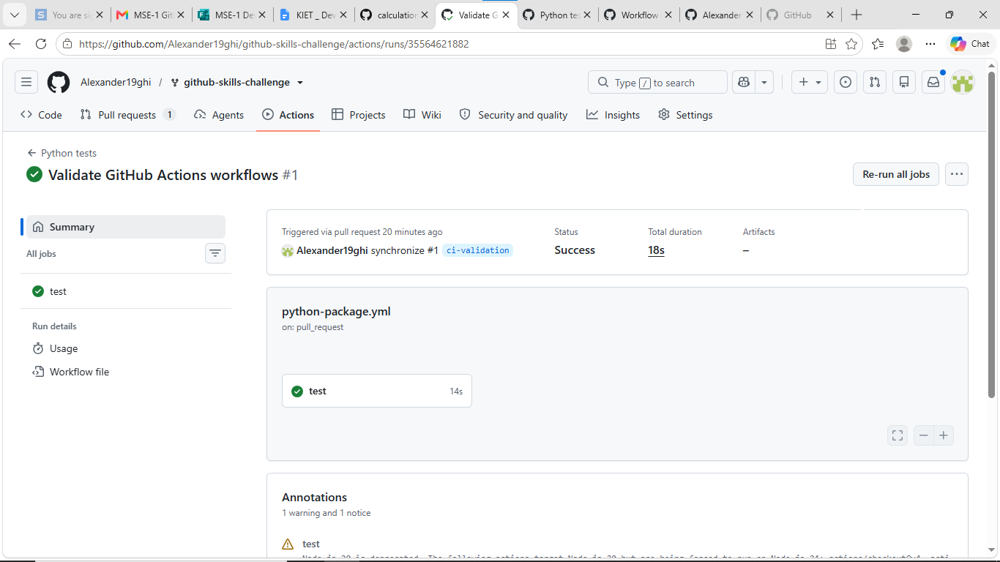 You are sig
MSE-1 Git
MSE-1 De
KIET _ Dev
calculation
Validate G
Python tes
Workflow
Alexander
GitHub
https://github.com/Alexander19ghi/github-skills-challenge/actions/runs/35564621882
Chat
Alexander19ghi / github-skills-challenge
Type / to search
Code
Pull requests 1
Agents
Actions
Projects
Wiki
Security and quality
Insights
Settings
Python tests
Validate GitHub Actions workflows #1
Re-run all jobs
Summary
All jobs
test
Run details
Usage
Workflow file
Triggered via pull request 20 minutes ago
Alexander19ghi synchronize #1 ci-validation
Status
Success
Total duration
18s
Artifacts
–
python-package.yml
on: pull_request
test 14s
Annotations
1 warning and 1 notice
test